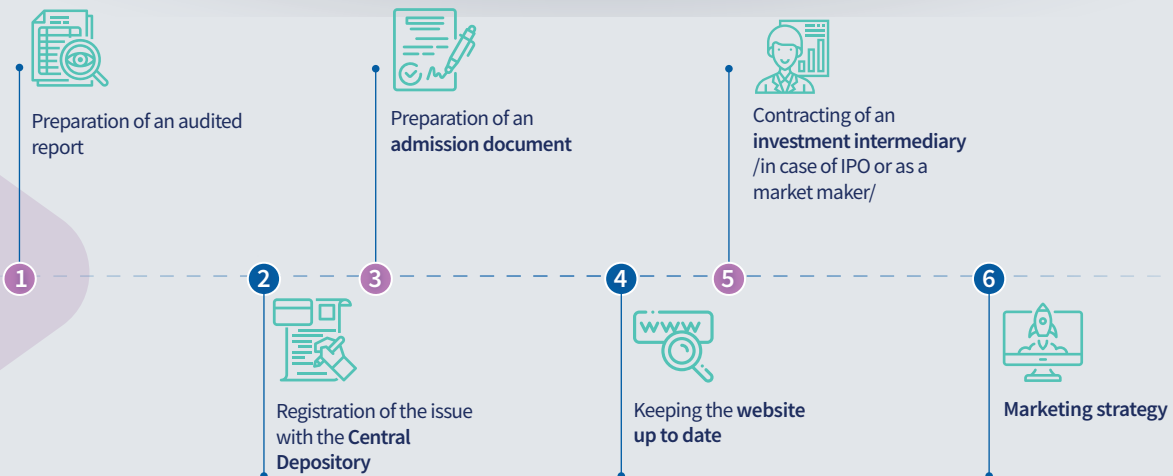 Preparation of an audited
report
1
2
Registration of the issue
with the Central
Depository
Preparation of an
admission document
3
4
www
Keeping the website
up to date
Contracting of an
investment intermediary
/in case of IPO or as a
market maker/
5
6
Marketing strategy